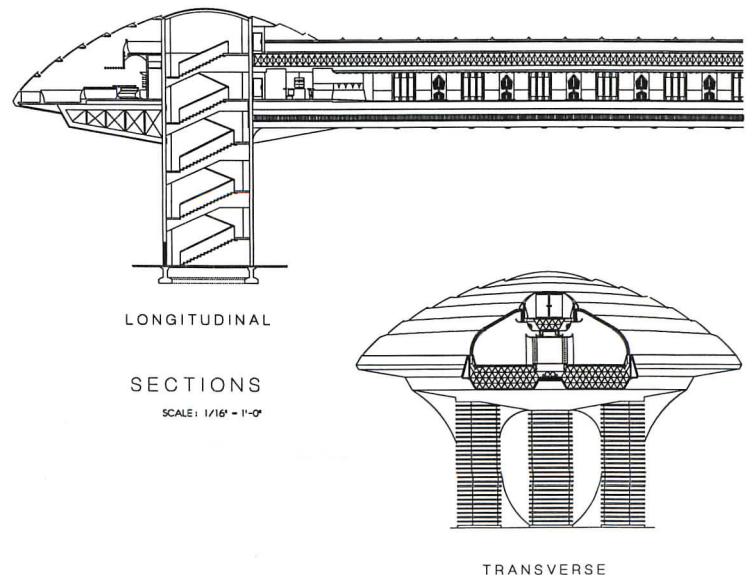 LONGITUDINAL
SECTIONS
SCALE: 1/16" = 1'-0"
TRANSVERSE